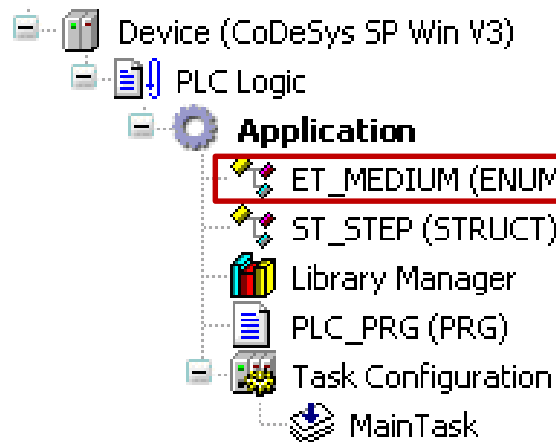 Device (CoDeSys SP Win V3)
PLC Logic
Application
ET_MEDIUM (ENUM
ST_STEP (STRUCT)
Library Manager
PLC_PRG (PRG)
Task Configuration
MainTask